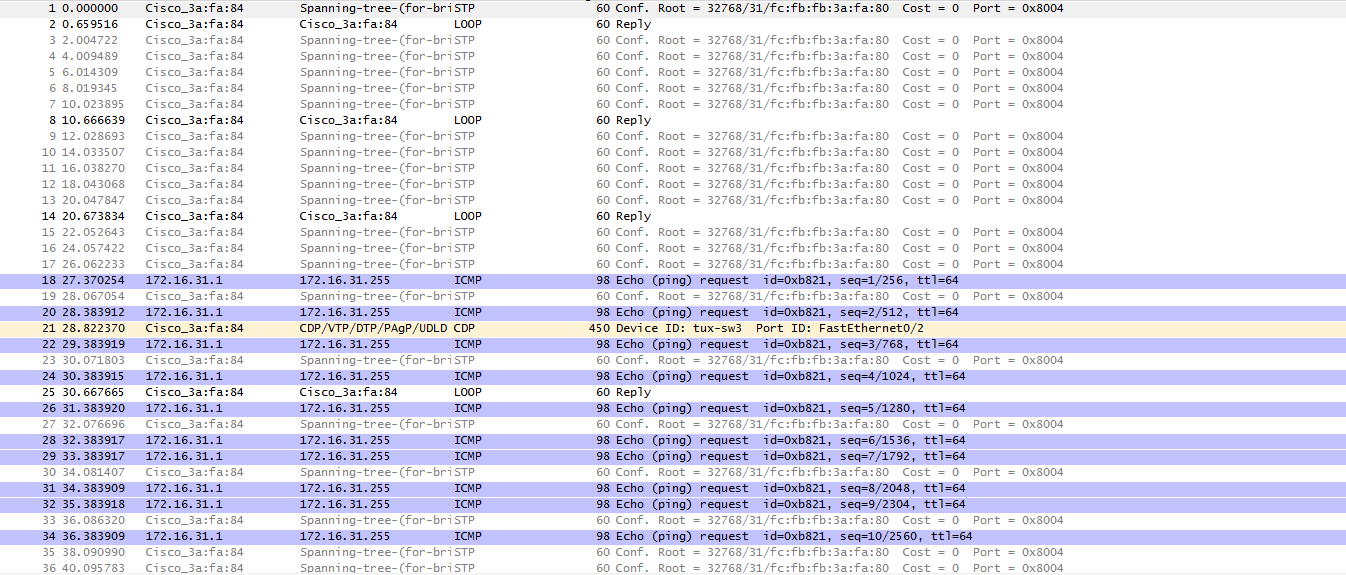 1 0.000000 Cisco_3a:fa:84 Spanning-tree-(for-bri STP 60 Conf. Root = 32768/31/fc:fb:fb:3a:fa:80 Cost = 0 Port = 0x8004
2 0.659516 Cisco_3a:fa:84 Cisco_3a:fa:84 LOOP 60 Reply
3 2.004722 Cisco_3a:fa:84 Spanning-tree-(for-bri STP 60 Conf. Root = 32768/31/fc:fb:fb:3a:fa:80 Cost = 0 Port = 0x8004
4 4.009489 Cisco_3a:fa:84 Spanning-tree-(for-bri STP 60 Conf. Root = 32768/31/fc:fb:fb:3a:fa:80 Cost = 0 Port = 0x8004
5 6.014309 Cisco_3a:fa:84 Spanning-tree-(for-bri STP 60 Conf. Root = 32768/31/fc:fb:fb:3a:fa:80 Cost = 0 Port = 0x8004
6 8.019345 Cisco_3a:fa:84 Spanning-tree-(for-bri STP 60 Conf. Root = 32768/31/fc:fb:fb:3a:fa:80 Cost = 0 Port = 0x8004
7 10.023895 Cisco_3a:fa:84 Spanning-tree-(for-bri STP 60 Conf. Root = 32768/31/fc:fb:fb:3a:fa:80 Cost = 0 Port = 0x8004
8 10.666639 Cisco_3a:fa:84 Cisco_3a:fa:84 LOOP 60 Reply
9 12.028693 Cisco_3a:fa:84 Spanning-tree-(for-bri STP 60 Conf. Root = 32768/31/fc:fb:fb:3a:fa:80 Cost = 0 Port = 0x8004
10 14.033507 Cisco_3a:fa:84 Spanning-tree-(for-bri STP 60 Conf. Root = 32768/31/fc:fb:fb:3a:fa:80 Cost = 0 Port = 0x8004
11 16.038270 Cisco_3a:fa:84 Spanning-tree-(for-bri STP 60 Conf. Root = 32768/31/fc:fb:fb:3a:fa:80 Cost = 0 Port = 0x8004
12 18.043068 Cisco_3a:fa:84 Spanning-tree-(for-bri STP 60 Conf. Root = 32768/31/fc:fb:fb:3a:fa:80 Cost = 0 Port = 0x8004
13 20.047847 Cisco_3a:fa:84 Spanning-tree-(for-bri STP 60 Conf. Root = 32768/31/fc:fb:fb:3a:fa:80 Cost = 0 Port = 0x8004
14 20.673834 Cisco_3a:fa:84 Cisco_3a:fa:84 LOOP 60 Reply
15 22.052643 Cisco_3a:fa:84 Spanning-tree-(for-bri STP 60 Conf. Root = 32768/31/fc:fb:fb:3a:fa:80 Cost = 0 Port = 0x8004
16 24.057422 Cisco_3a:fa:84 Spanning-tree-(for-bri STP 60 Conf. Root = 32768/31/fc:fb:fb:3a:fa:80 Cost = 0 Port = 0x8004
17 26.062233 Cisco_3a:fa:84 Spanning-tree-(for-bri STP 60 Conf. Root = 32768/31/fc:fb:fb:3a:fa:80 Cost = 0 Port = 0x8004
18 27.370254 172.16.31.1 172.16.31.255 ICMP 98 Echo (ping) request id=0xb821, seq=1/256, ttl=64
19 28.067054 Cisco_3a:fa:84 Spanning-tree-(for-bri STP 60 Conf. Root = 32768/31/fc:fb:fb:3a:fa:80 Cost = 0 Port = 0x8004
20 28.383912 172.16.31.1 172.16.31.255 ICMP 98 Echo (ping) request id=0xb821, seq=2/512, ttl=64
21 28.822370 Cisco_3a:fa:84 CDP/VTP/DTP/PAgP/UDLD CDP 450 Device ID: tux-sw3 Port ID: FastEthernet0/2
22 29.383919 172.16.31.1 172.16.31.255 ICMP 98 Echo (ping) request id=0xb821, seq=3/768, ttl=64
23 30.071803 Cisco_3a:fa:84 Spanning-tree-(for-bri STP 60 Conf. Root = 32768/31/fc:fb:fb:3a:fa:80 Cost = 0 Port = 0x8004
24 30.383915 172.16.31.1 172.16.31.255 ICMP 98 Echo (ping) request id=0xb821, seq=4/1024, ttl=64
25 30.667665 Cisco_3a:fa:84 Cisco_3a:fa:84 LOOP 60 Reply
26 31.383920 172.16.31.1 172.16.31.255 ICMP 98 Echo (ping) request id=0xb821, seq=5/1280, ttl=64
27 32.076696 Cisco_3a:fa:84 Spanning-tree-(for-bri STP 60 Conf. Root = 32768/31/fc:fb:fb:3a:fa:80 Cost = 0 Port = 0x8004
28 32.383917 172.16.31.1 172.16.31.255 ICMP 98 Echo (ping) request id=0xb821, seq=6/1536, ttl=64
29 33.383917 172.16.31.1 172.16.31.255 ICMP 98 Echo (ping) request id=0xb821, seq=7/1792, ttl=64
30 34.081407 Cisco_3a:fa:84 Spanning-tree-(for-bri STP 60 Conf. Root = 32768/31/fc:fb:fb:3a:fa:80 Cost = 0 Port = 0x8004
31 34.383909 172.16.31.1 172.16.31.255 ICMP 98 Echo (ping) request id=0xb821, seq=8/2048, ttl=64
32 35.383918 172.16.31.1 172.16.31.255 ICMP 98 Echo (ping) request id=0xb821, seq=9/2304, ttl=64
33 36.086320 Cisco_3a:fa:84 Spanning-tree-(for-bri STP 60 Conf. Root = 32768/31/fc:fb:fb:3a:fa:80 Cost = 0 Port = 0x8004
34 36.383909 172.16.31.1 172.16.31.255 ICMP 98 Echo (ping) request id=0xb821, seq=10/2560, ttl=64
35 38.090990 Cisco_3a:fa:84 Spanning-tree-(for-bri STP 60 Conf. Root = 32768/31/fc:fb:fb:3a:fa:80 Cost = 0 Port = 0x8004
36 40.095783 Cisco_3a:fa:84 Spanning-tree-(for-bri STP 60 Conf. Root = 32768/31/fc:fb:fb:3a:fa:80 Cost = 0 Port = 0x8004